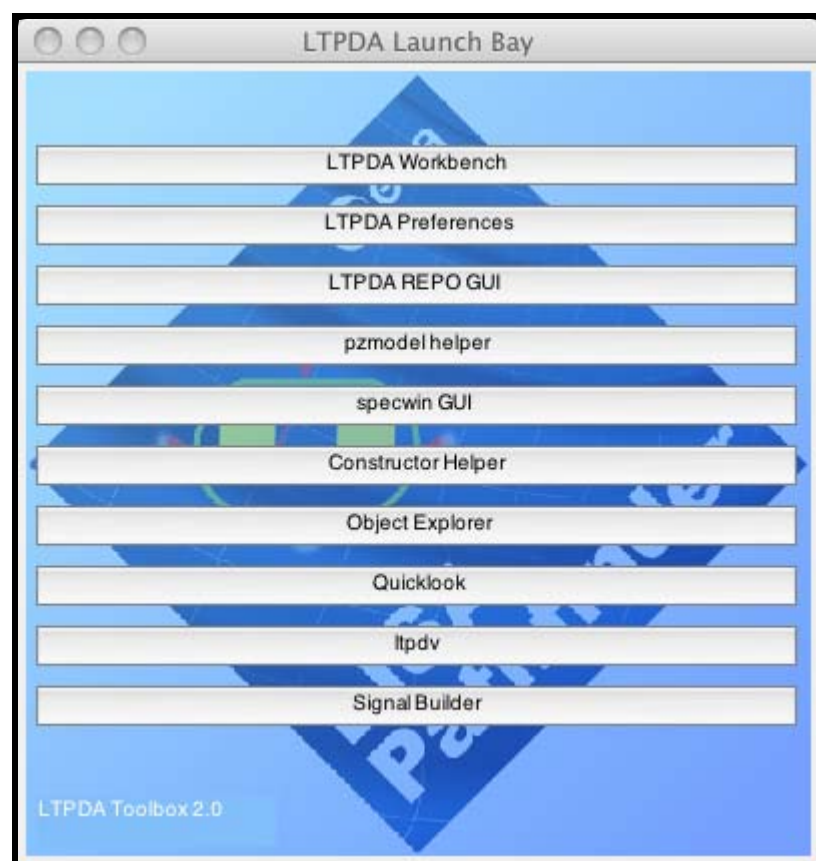 LTPDA Launch Bay
LTPDA Workbench
LTPDA Preferences
LTPDA REPO GUI
pzmodel helper
specwin GUI
Constructor Helper
Object Explorer
Quicklook
ltpdv
Signal Builder
LTPDA Toolbox 2.0